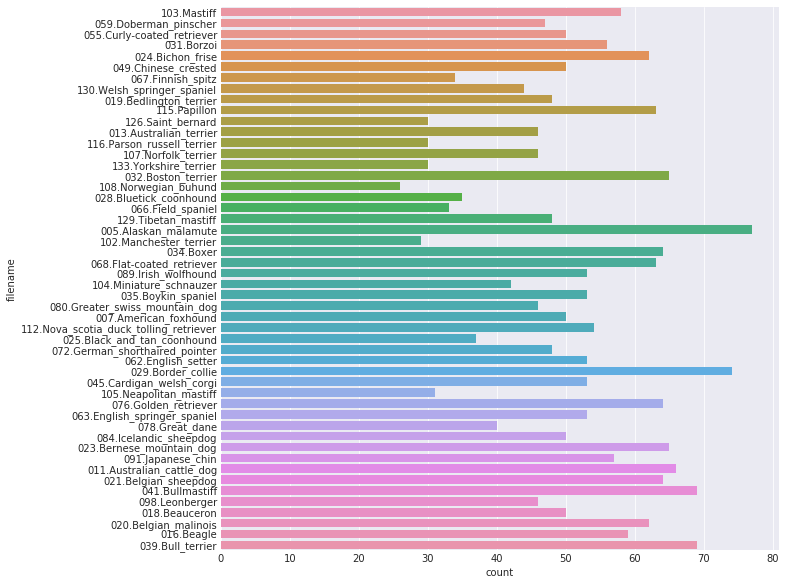 103.Mastiff
059.Doberman_pinscher
055.Curly-coated_retriever
031.Borzoi
024.Bichon_frise
049.Chinese_crested
067.Finnish_spitz
130.Welsh_springer_spaniel
019.Bedlington_terrier
115.Papillon
126.Saint_bernard
013.Australian_terrier
116.Parson_russell_terrier
107.Norfolk_terrier
133.Yorkshire_terrier
032.Boston_terrier
108.Norwegian_buhund
028.Bluetick_coonhound
066.Field_spaniel
129.Tibetan_mastiff
005.Alaskan_malamute
102.Manchester_terrier
034.Boxer
068.Flat-coated_retriever
089.Irish_wolfhound
104.Miniature_schnauzer
035.Boykin_spaniel
080.Greater_swiss_mountain_dog
007.American_foxhound
112.Nova_scotia_duck_tolling_retriever
025.Black_and_tan_coonhound
072.German_shorthaired_pointer
062.English_setter
029.Border_collie
045.Cardigan_welsh_corgi
105.Neapolitan_mastiff
076.Golden_retriever
063.English_springer_spaniel
078.Great_dane
084.Icelandic_sheepdog
023.Bernese_mountain_dog
091.Japanese_chin
011.Australian_cattle_dog
021.Belgian_sheepdog
041.Bullmastiff
098.Leonberger
018.Beauceron
020.Belgian_malinois
016.Beagle
039.Bull_terrier
filename
0 10 20 30 40 50 60 70 80
count